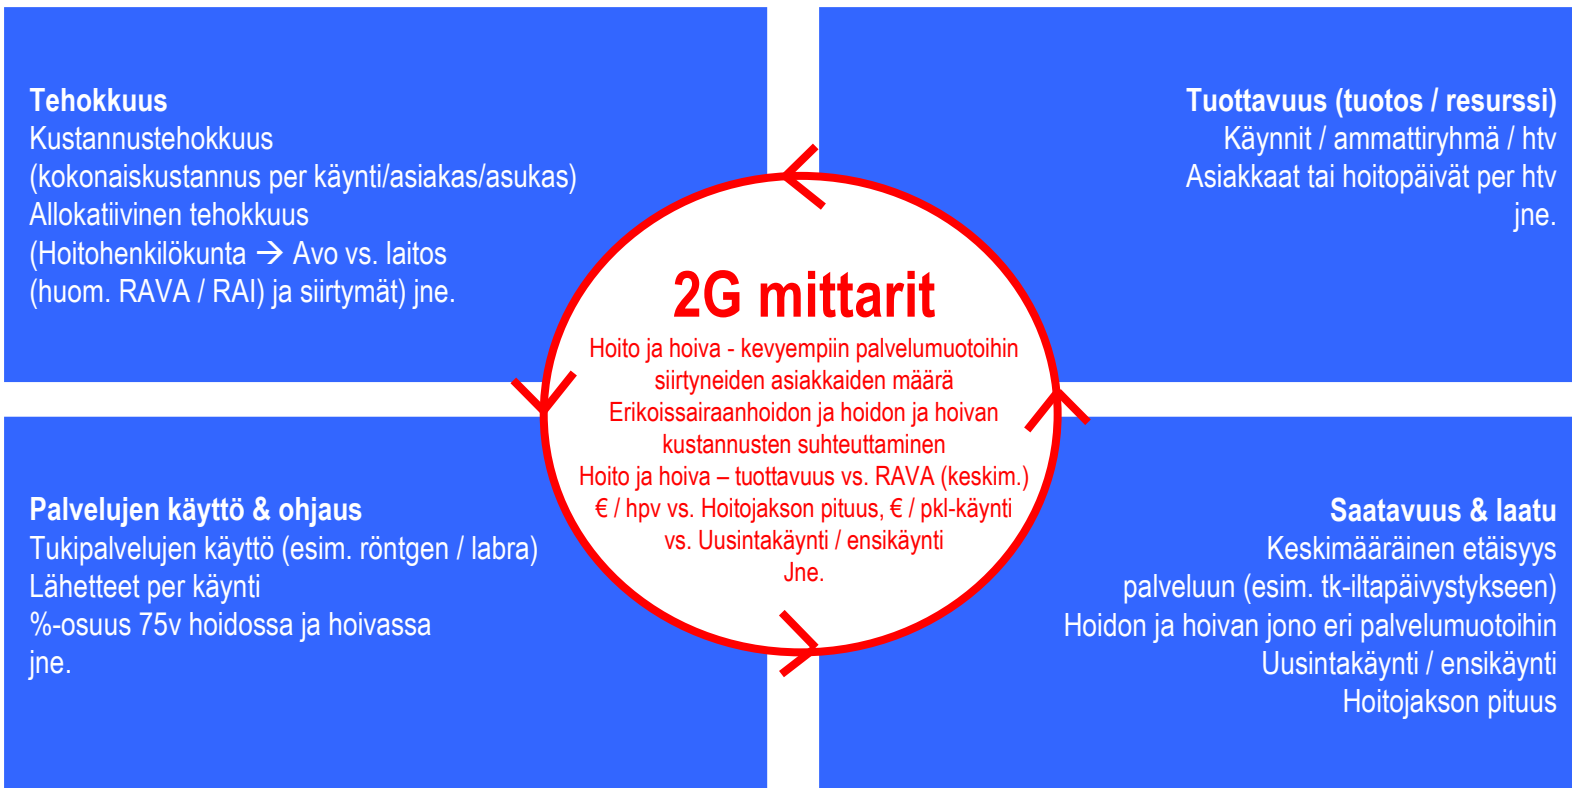 Tehokkuus
Kustannustehokkuus
(kokonaiskustannus per käynti/asiakas/asukas)
Allokatiivinen tehokkuus
(Hoitohenkilökunta → Avo vs. laitos
(huom. RAVA / RAI) ja siirtymät) jne.
Tuottavuus (tuotos / resurssi)
Käynnit / ammattiryhmä / htv
Asiakkaat tai hoitopäivät per htv
jne.
2G mittarit
Hoito ja hoiva - kevyempiin palvelumuotoihin
siirtyneiden asiakkaiden määrä
Erikoissairaanhoidon ja hoidon ja hoivan
kustannusten suhteuttaminen
Hoito ja hoiva – tuottavuus vs. RAVA (keskim.)
€ / hpv vs. Hoitojakson pituus, € / pkl-käynti
vs. Uusintakäynti / ensikäynti
Jne.
Palvelujen käyttö & ohjaus
Tukipalvelujen käyttö (esim. röntgen / labra)
Lähetteet per käynti
%-osuus 75v hoidossa ja hoivassa
jne.
Saatavuus & laatu
Keskimääräinen etäisyys
palveluun (esim. tk-iltapäivystykseen)
Hoidon ja hoivan jono eri palvelumuotoihin
Uusintakäynti / ensikäynti
Hoitojakson pituus